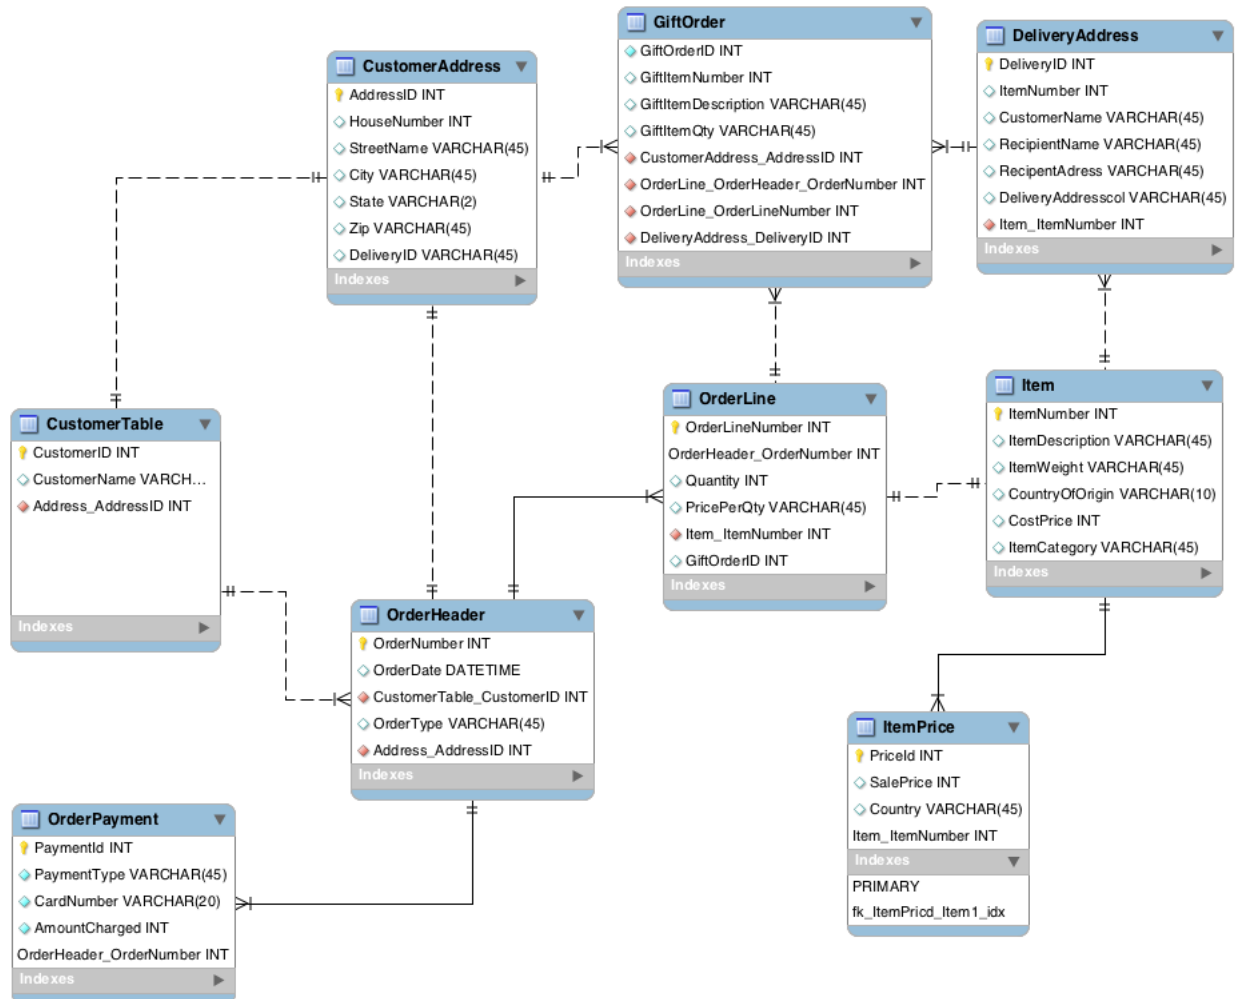 GiftOrder
GiftOrderID INT
GiftItemNumber INT
GiftItemDescription VARCHAR(45)
GiftItemQty VARCHAR(45)
CustomerAddress_AddressID INT
OrderLine_OrderHeader_OrderNumber INT
OrderLine_OrderLineNumber INT
DeliveryAddress_DeliveryID INT
Indexes
DeliveryAddress
DeliveryID INT
ItemNumber INT
CustomerName VARCHAR(45)
RecipientName VARCHAR(45)
RecipentAdress VARCHAR(45)
DeliveryAddresscol VARCHAR(45)
Item_ItemNumber INT
Indexes
CustomerAddress
AddressID INT
HouseNumber INT
StreetName VARCHAR(45)
City VARCHAR(45)
State VARCHAR(2)
Zip VARCHAR(45)
DeliveryID VARCHAR(45)
Indexes
CustomerTable
CustomerID INT
CustomerName VARCH...
Address_AddressID INT
Indexes
OrderLine
OrderLineNumber INT
OrderHeader_OrderNumber INT
Quantity INT
PricePerQty VARCHAR(45)
Item_ItemNumber INT
GiftOrderID INT
Indexes
Item
ItemNumber INT
ItemDescription VARCHAR(45)
ItemWeight VARCHAR(45)
CountryOfOrigin VARCHAR(10)
CostPrice INT
ItemCategory VARCHAR(45)
Indexes
OrderHeader
OrderNumber INT
OrderDate DATETIME
CustomerTable_CustomerID INT
OrderType VARCHAR(45)
Address_AddressID INT
Indexes
ItemPrice
PriceId INT
SalePrice INT
Country VARCHAR(45)
Item_ItemNumber INT
Indexes
PRIMARY
fk_ItemPricd_Item1_idx
OrderPayment
PaymentId INT
PaymentType VARCHAR(45)
CardNumber VARCHAR(20)
AmountCharged INT
OrderHeader_OrderNumber INT
Indexes